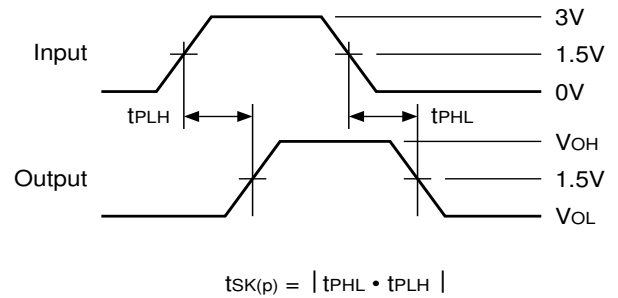 3V
Input
1.5V
0V
tPLH
tPHL
VOH
Output
1.5V
VOL
tSK(p) = | tPHL • tPLH |